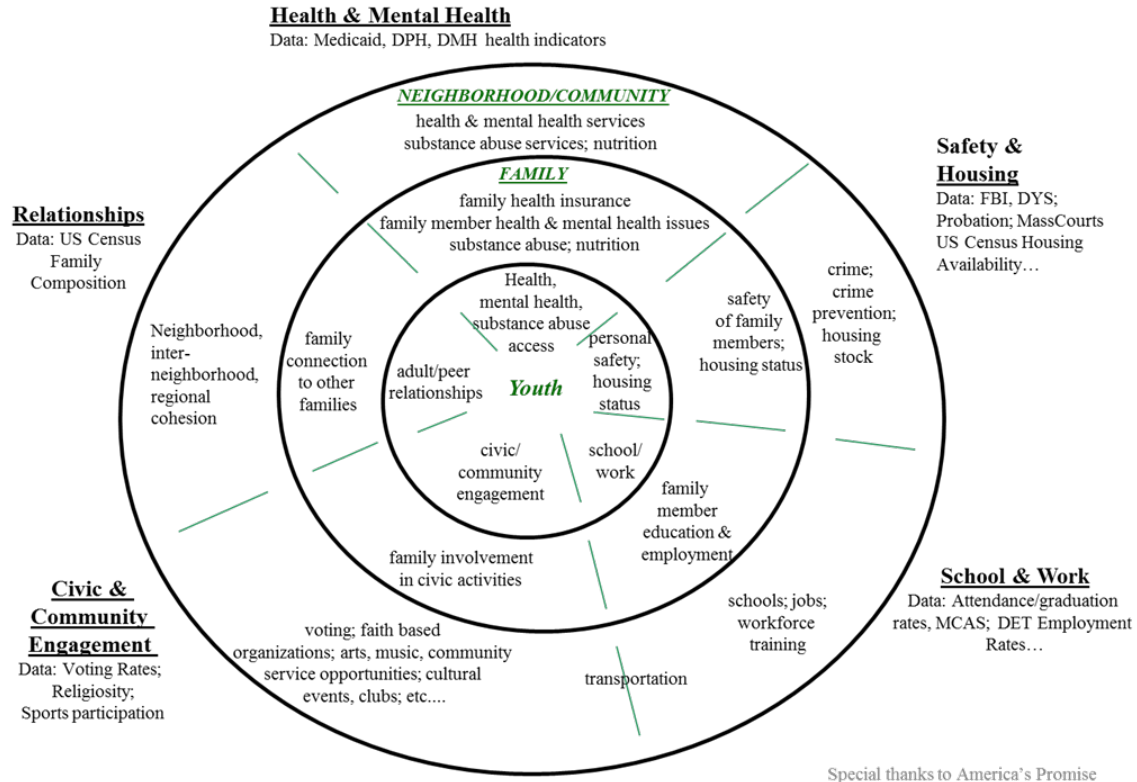 Health & Mental Health
Data: Medicaid, DPH, DMH health indicators
NEIGHBORHOOD/COMMUNITY
health & mental health services
substance abuse services; nutrition
FAMILY
family health insurance
family member health & mental health issues
substance abuse; nutrition
Health,
mental health,
substance abuse
access
Safety &
Housing
Data: FBI, DYS;
Probation; MassCourts
US Census Housing
Availability…
crime;
crime
prevention;
housing
stock
safety
of family
members;
housing status
personal
safety;
housing
status
Relationships
Data: US Census
Family
Composition
Neighborhood,
inter-
neighborhood,
regional
cohesion
family
connection
to other
families
adult/peer
relationships
Youth
civic/
community
engagement
school/
work
family
member
education &
employment
family involvement
in civic activities
School & Work
Data: Attendance/graduation
rates, MCAS; DET Employment
Rates…
schools; jobs;
workforce
training
transportation
Civic &
Community
Engagement
Data: Voting Rates;
Religiosity;
Sports participation
voting; faith based
organizations; arts, music, community
service opportunities; cultural
events, clubs; etc....
Special thanks to America's Promise